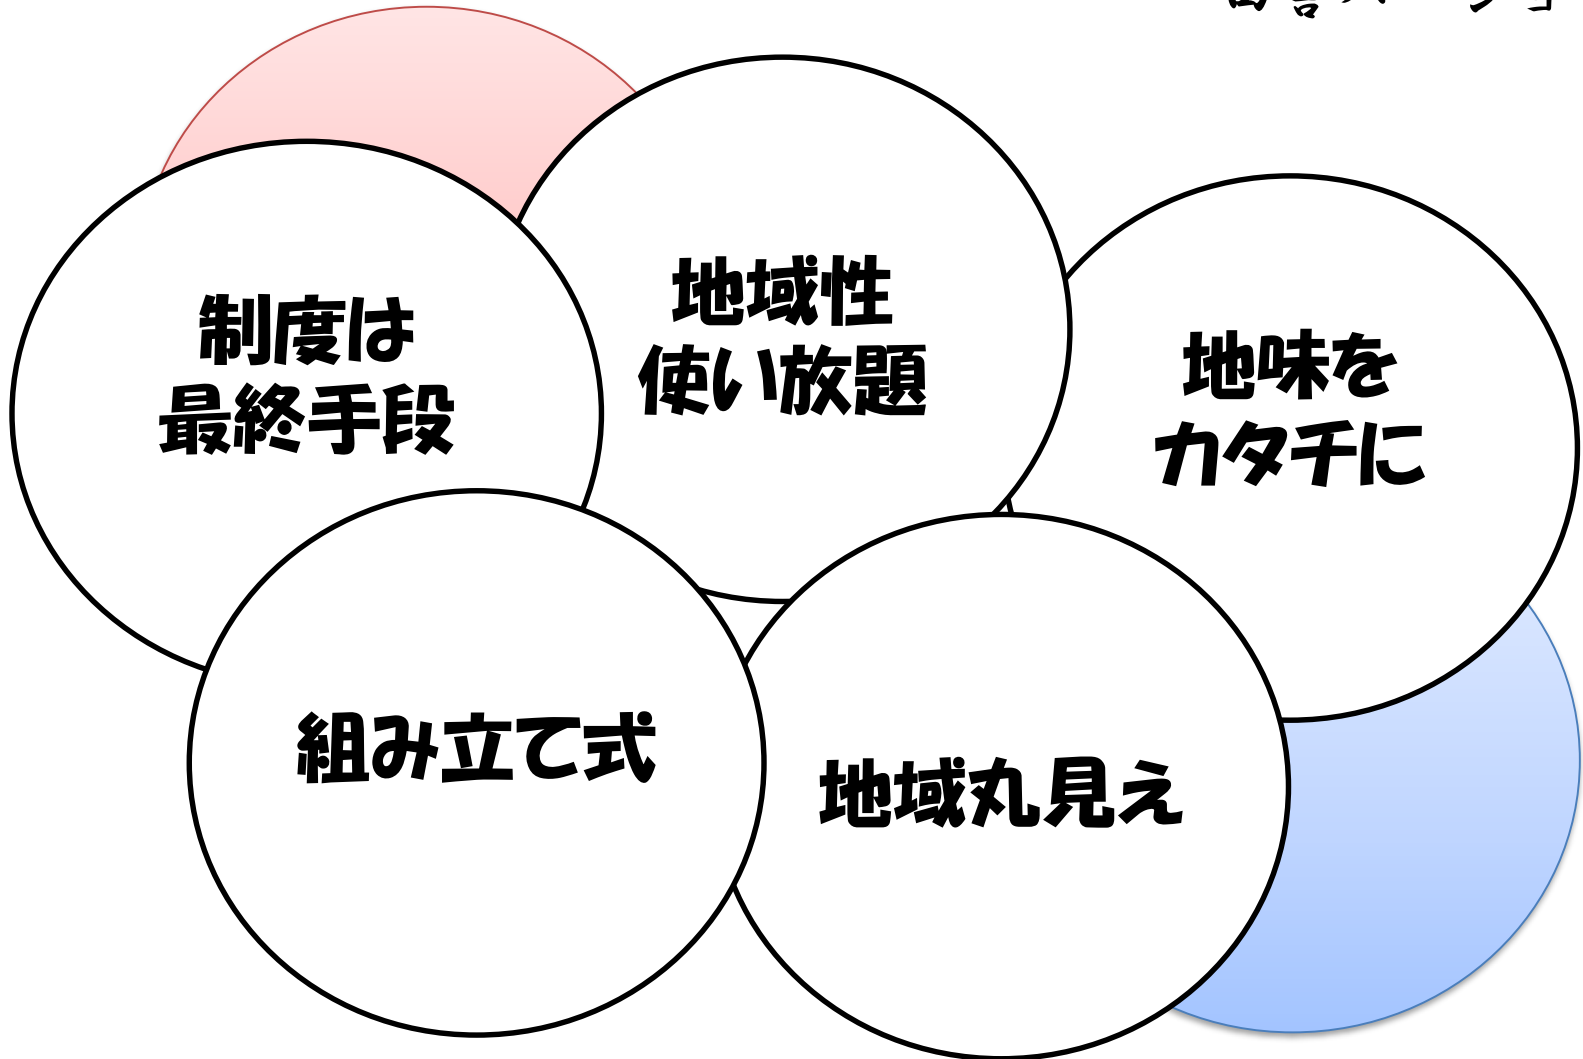 制度は
最終手段
地域性
使い放題
地味を
カタチに
組み立て式
地域丸見え